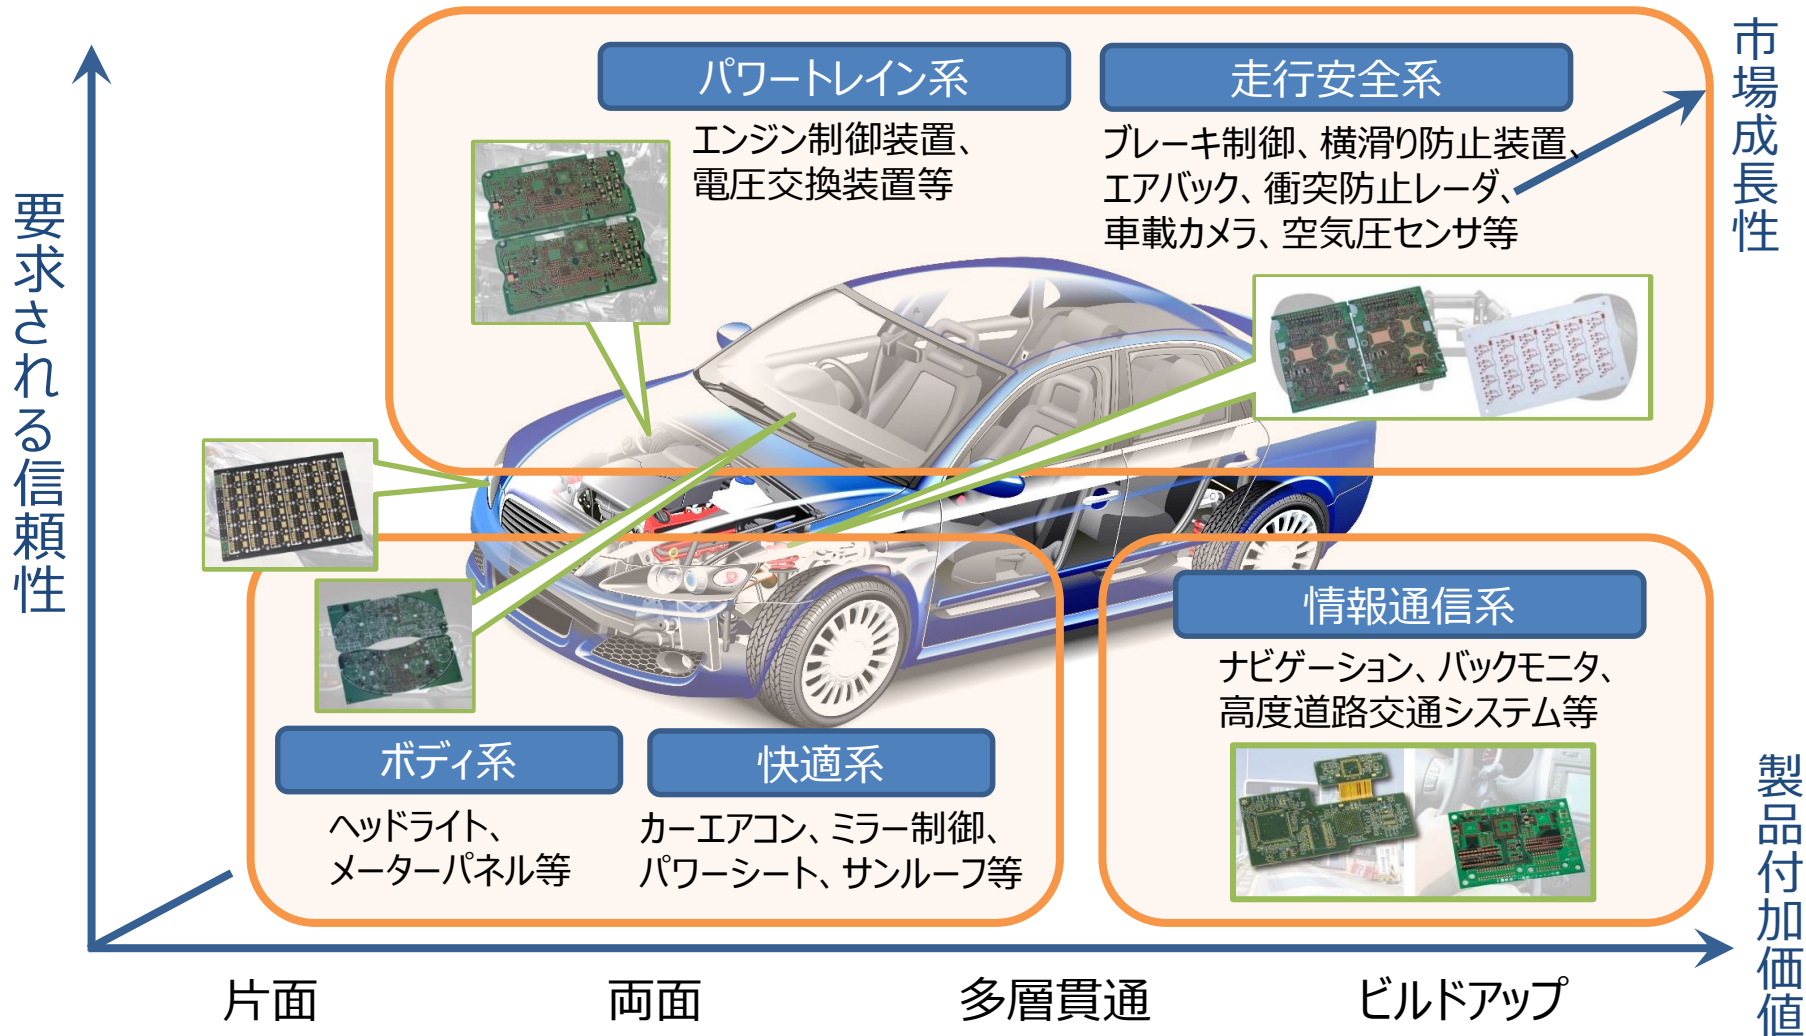 市場成長性
パワートレイン系
走行安全系
エンジン制御装置、
電圧交換装置等
ブレーキ制御、横滑り防止装置、
エアバック、衝突防止レーダ、
車載カメラ、空気圧センサ等
要求される信頼性
情報通信系
ナビゲーション、バックモニタ、
高度道路交通システム等
ボディ系
快適系
ヘッドライト、
メーターパネル等
カーエアコン、ミラー制御、
パワーシート、サンルーフ等
製品付加価値
片面
両面
多層貫通
ビルドアップ